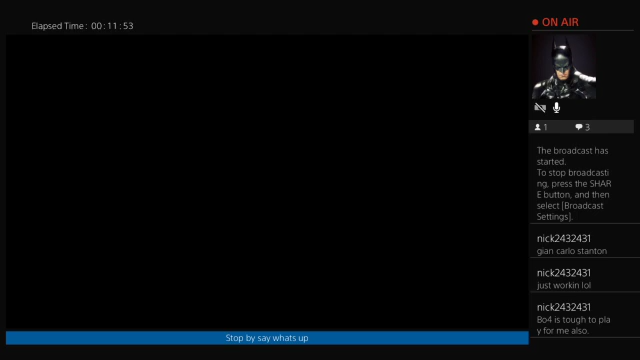 Elapsed Time: 00:11:53
ON AIR
1
3
The broadcast has
started.
To stop broadcasti
ng, press the SHAR
E button, and then
select [Broadcast
Settings].
nick2432431
gian carlo stanton
nick2432431
just workin lol
nick2432431
Bo4 is tough to pla
y for me also.
Stop by say whats up